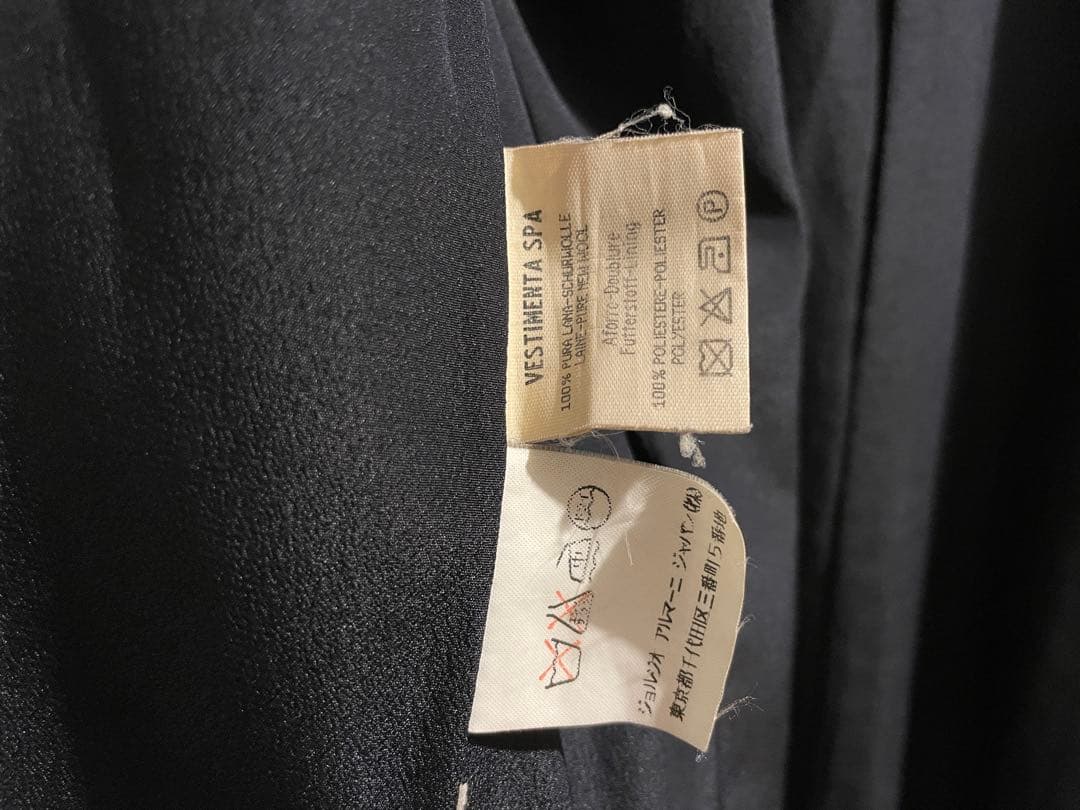 VESTIMENTA SPA
100% PURA LANA-SCHURWOLLE
LAINE-PURE NEW WOOL
Aforro-Doublure
Futterstoff-Lining
100% POLIESTERE-POLIESTER
POLYESTER
P
ジョルジオ アルマーニ ジャパン(株)
東京都千代田区三番町15番地